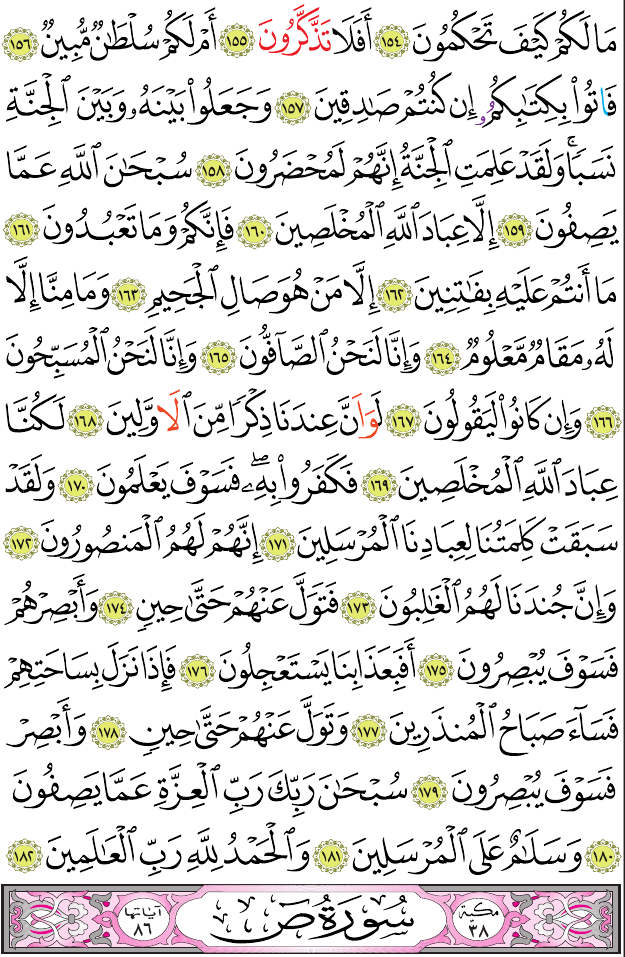 مَا لَكُمْ كَيْفَ تَحْكُمُونَ ١٥٤ أَفَلَا تَذَّكَّرُونَ ١٥٥ أَمْ لَكُمْ سُلْطَٰنٌ مُّبِينٌ ١٥٦
فَاتُواْ بِكِتَٰبِكُمُۥ إِن كُنتُمْ صَٰدِقِينَ ١٥٧ وَجَعَلُواْ بَيْنَهُۥ وَبَيْنَ ٱلْجِنَّةِ
نَسَبًاۚ وَلَقَدْ عَلِمَتِ ٱلْجِنَّةُ إِنَّهُمْ لَمُحْضَرُونَ ١٥٨ سُبْحَٰنَ ٱللَّهِ عَمَّا
يَصِفُونَ ١٥٩ إِلَّا عِبَادَ ٱللَّهِ ٱلْمُخْلَصِينَ ١٦٠ فَإِنَّكُمْ وَمَا تَعْبُدُونَ ١٦١
مَا أَنتُمْ عَلَيْهِ بِفَٰتِنِينَ ١٦٢ إِلَّا مَنْ هُوَ صَالِ ٱلْجَحِيمِ ١٦٣ وَمَا مِنَّا إِلَّا
لَهُۥ مَقَامٌ مَّعْلُومٌ ١٦٤ وَإِنَّا لَنَحْنُ ٱلصَّآفُّونَ ١٦٥ وَإِنَّا لَنَحْنُ ٱلْمُسَبِّحُونَ
١٦٦ وَإِن كَانُواْ لَيَقُولُونَ ١٦٧ لَوَ اَنَّ عِندَنَا ذِكْرًا مِّنَ ٱلَاوَّلِينَ ١٦٨ لَكُنَّا
عِبَادَ ٱللَّهِ ٱلْمُخْلَصِينَ ١٦٩ فَكَفَرُواْ بِهِۦۖ فَسَوْفَ يَعْلَمُونَ ١٧٠ وَلَقَدْ
سَبَقَتْ كَلِمَتُنَا لِعِبَادِنَا ٱلْمُرْسَلِينَ ١٧١ إِنَّهُمْ لَهُمُ ٱلْمَنصُورُونَ ١٧٢
وَإِنَّ جُندَنَا لَهُمُ ٱلْغَٰلِبُونَ ١٧٣ فَتَوَلَّ عَنْهُمْ حَتَّىٰ حِينٍ ١٧٤ وَأَبْصِرْهُمْ
فَسَوْفَ يُبْصِرُونَ ١٧٥ أَفَبِعَذَابِنَا يَسْتَعْجِلُونَ ١٧٦ فَإِذَا نَزَلَ بِسَاحَتِهِمْ
فَسَآءَ صَبَاحُ ٱلْمُنذَرِينَ ١٧٧ وَتَوَلَّ عَنْهُمْ حَتَّىٰ حِينٍ ١٧٨ وَأَبْصِرْ
فَسَوْفَ يُبْصِرُونَ ١٧٩ سُبْحَٰنَ رَبِّكَ رَبِّ ٱلْعِزَّةِ عَمَّا يَصِفُونَ
١٨٠ وَسَلَٰمٌ عَلَى ٱلْمُرْسَلِينَ ١٨١ وَٱلْحَمْدُ لِلَّهِ رَبِّ ٱلْعَٰلَمِينَ ١٨٢
مكية ٣٨ سُورَةُ صٓ آياتها ٨٦